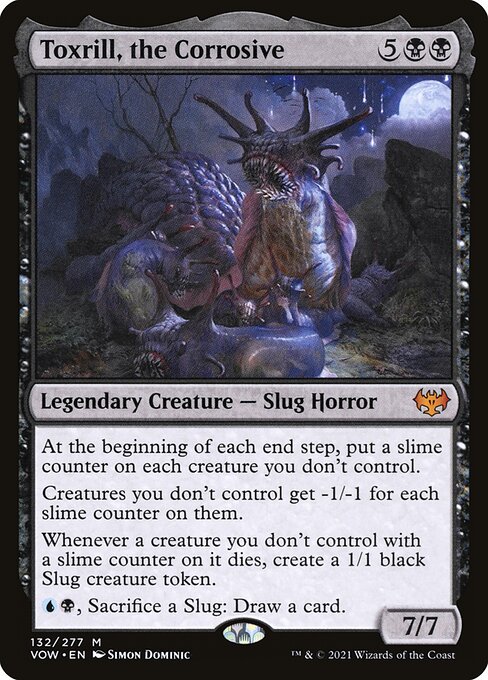 Toxrill, the Corrosive 5
Legendary Creature — Slug Horror
At the beginning of each end step, put a slime
counter on each creature you don't control.
Creatures you don't control get -1/-1 for each
slime counter on them.
Whenever a creature you don't control with
a slime counter on it dies, create a 1/1 black
Slug creature token.
, Sacrifice a Slug: Draw a card.
7/7
132/277 M
VOW • EN Simon Dominic
™ & © 2021 Wizards of the Coast